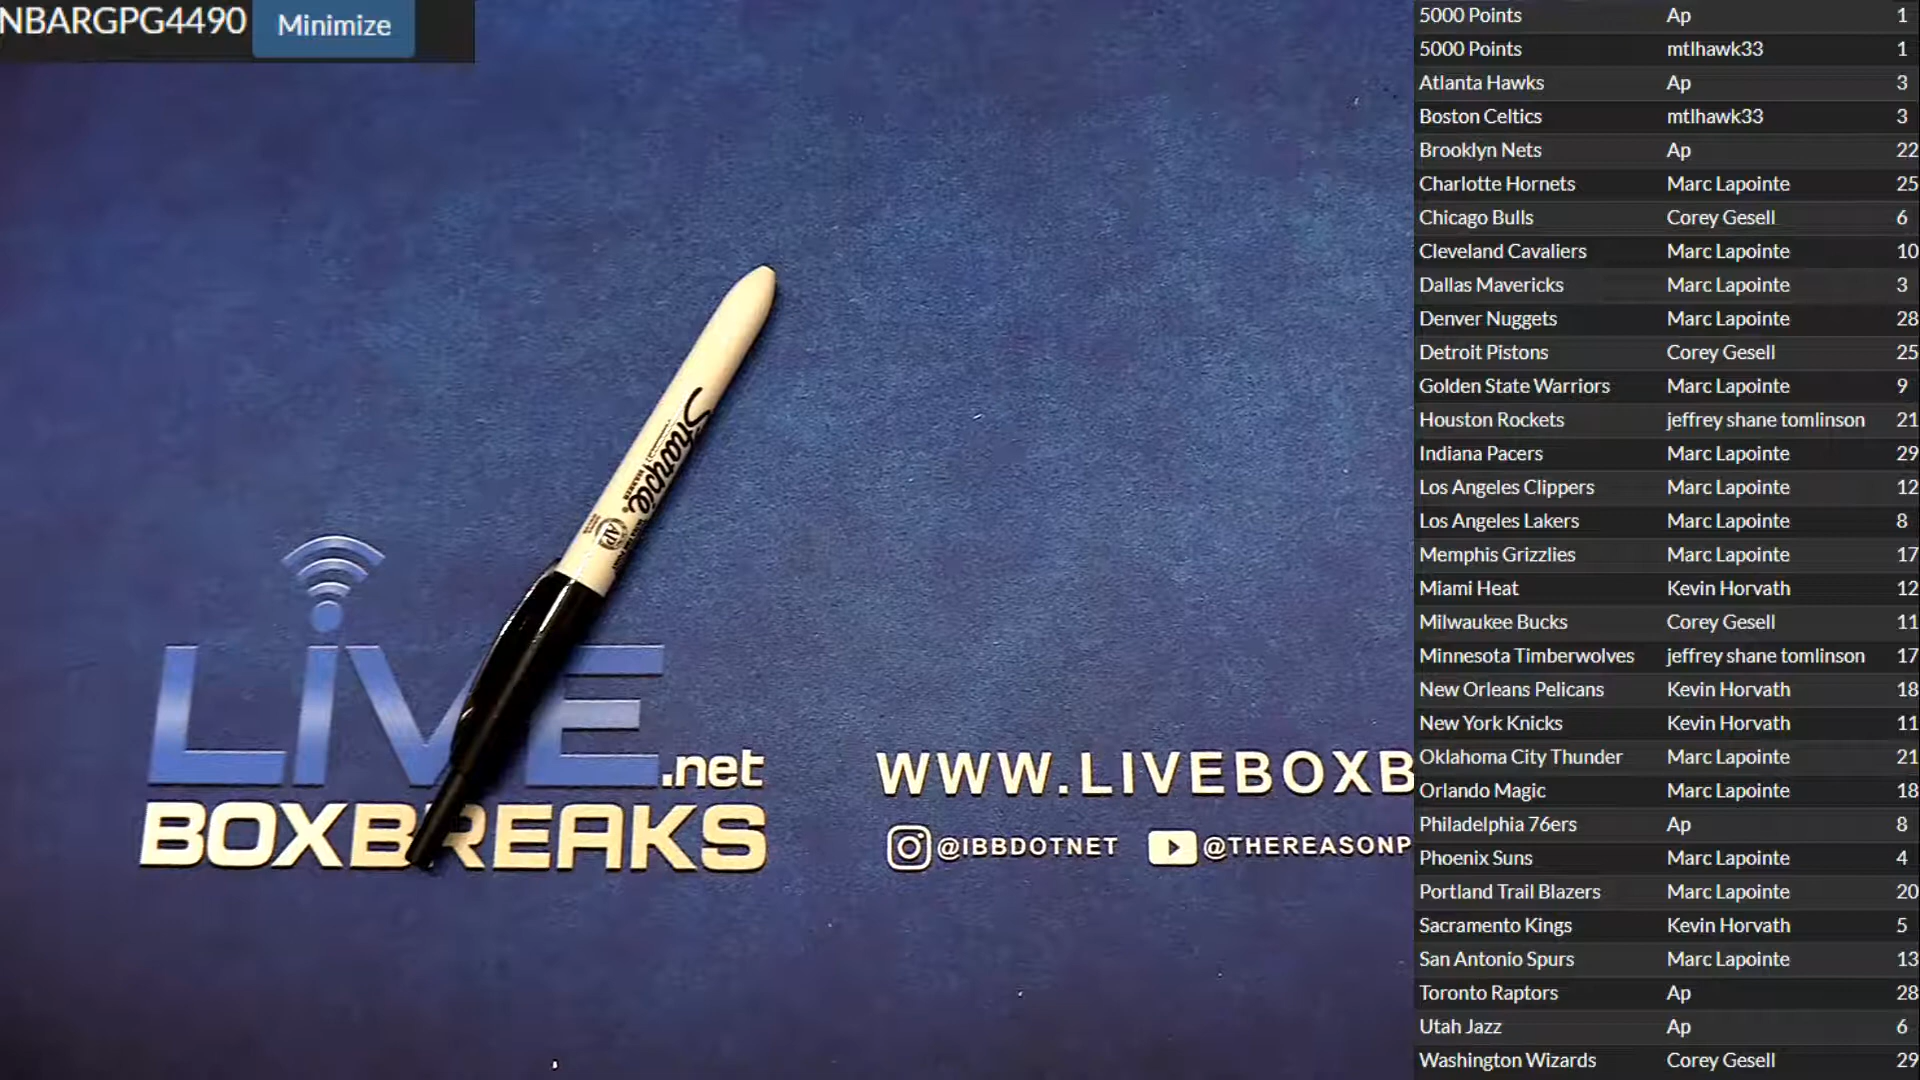 NBARGPG4490 Minimize
5000 Points Ap 1
5000 Points mtlhawk33 1
Atlanta Hawks Ap 3
Boston Celtics mtlhawk33 3
Brooklyn Nets Ap 22
Charlotte Hornets Marc Lapointe 25
Chicago Bulls Corey Gesell 6
Cleveland Cavaliers Marc Lapointe 10
Dallas Mavericks Marc Lapointe 3
Denver Nuggets Marc Lapointe 28
Detroit Pistons Corey Gesell 25
Golden State Warriors Marc Lapointe 9
Houston Rockets jeffrey shane tomlinson 21
Indiana Pacers Marc Lapointe 29
Los Angeles Clippers Marc Lapointe 12
Los Angeles Lakers Marc Lapointe 8
Memphis Grizzlies Marc Lapointe 17
Miami Heat Kevin Horvath 12
Milwaukee Bucks Corey Gesell 11
Minnesota Timberwolves jeffrey shane tomlinson 17
New Orleans Pelicans Kevin Horvath 18
New York Knicks Kevin Horvath 11
Oklahoma City Thunder Marc Lapointe 21
Orlando Magic Marc Lapointe 18
Philadelphia 76ers Ap 8
Phoenix Suns Marc Lapointe 4
Portland Trail Blazers Marc Lapointe 20
Sacramento Kings Kevin Horvath 5
San Antonio Spurs Marc Lapointe 13
Toronto Raptors Ap 28
Utah Jazz Ap 6
Washington Wizards Corey Gesell 29
Sharpie
AP
LIVE.net
BOXBREAKS
WWW.LIVEBOXB
@IBBDOTNET @THEREASONP